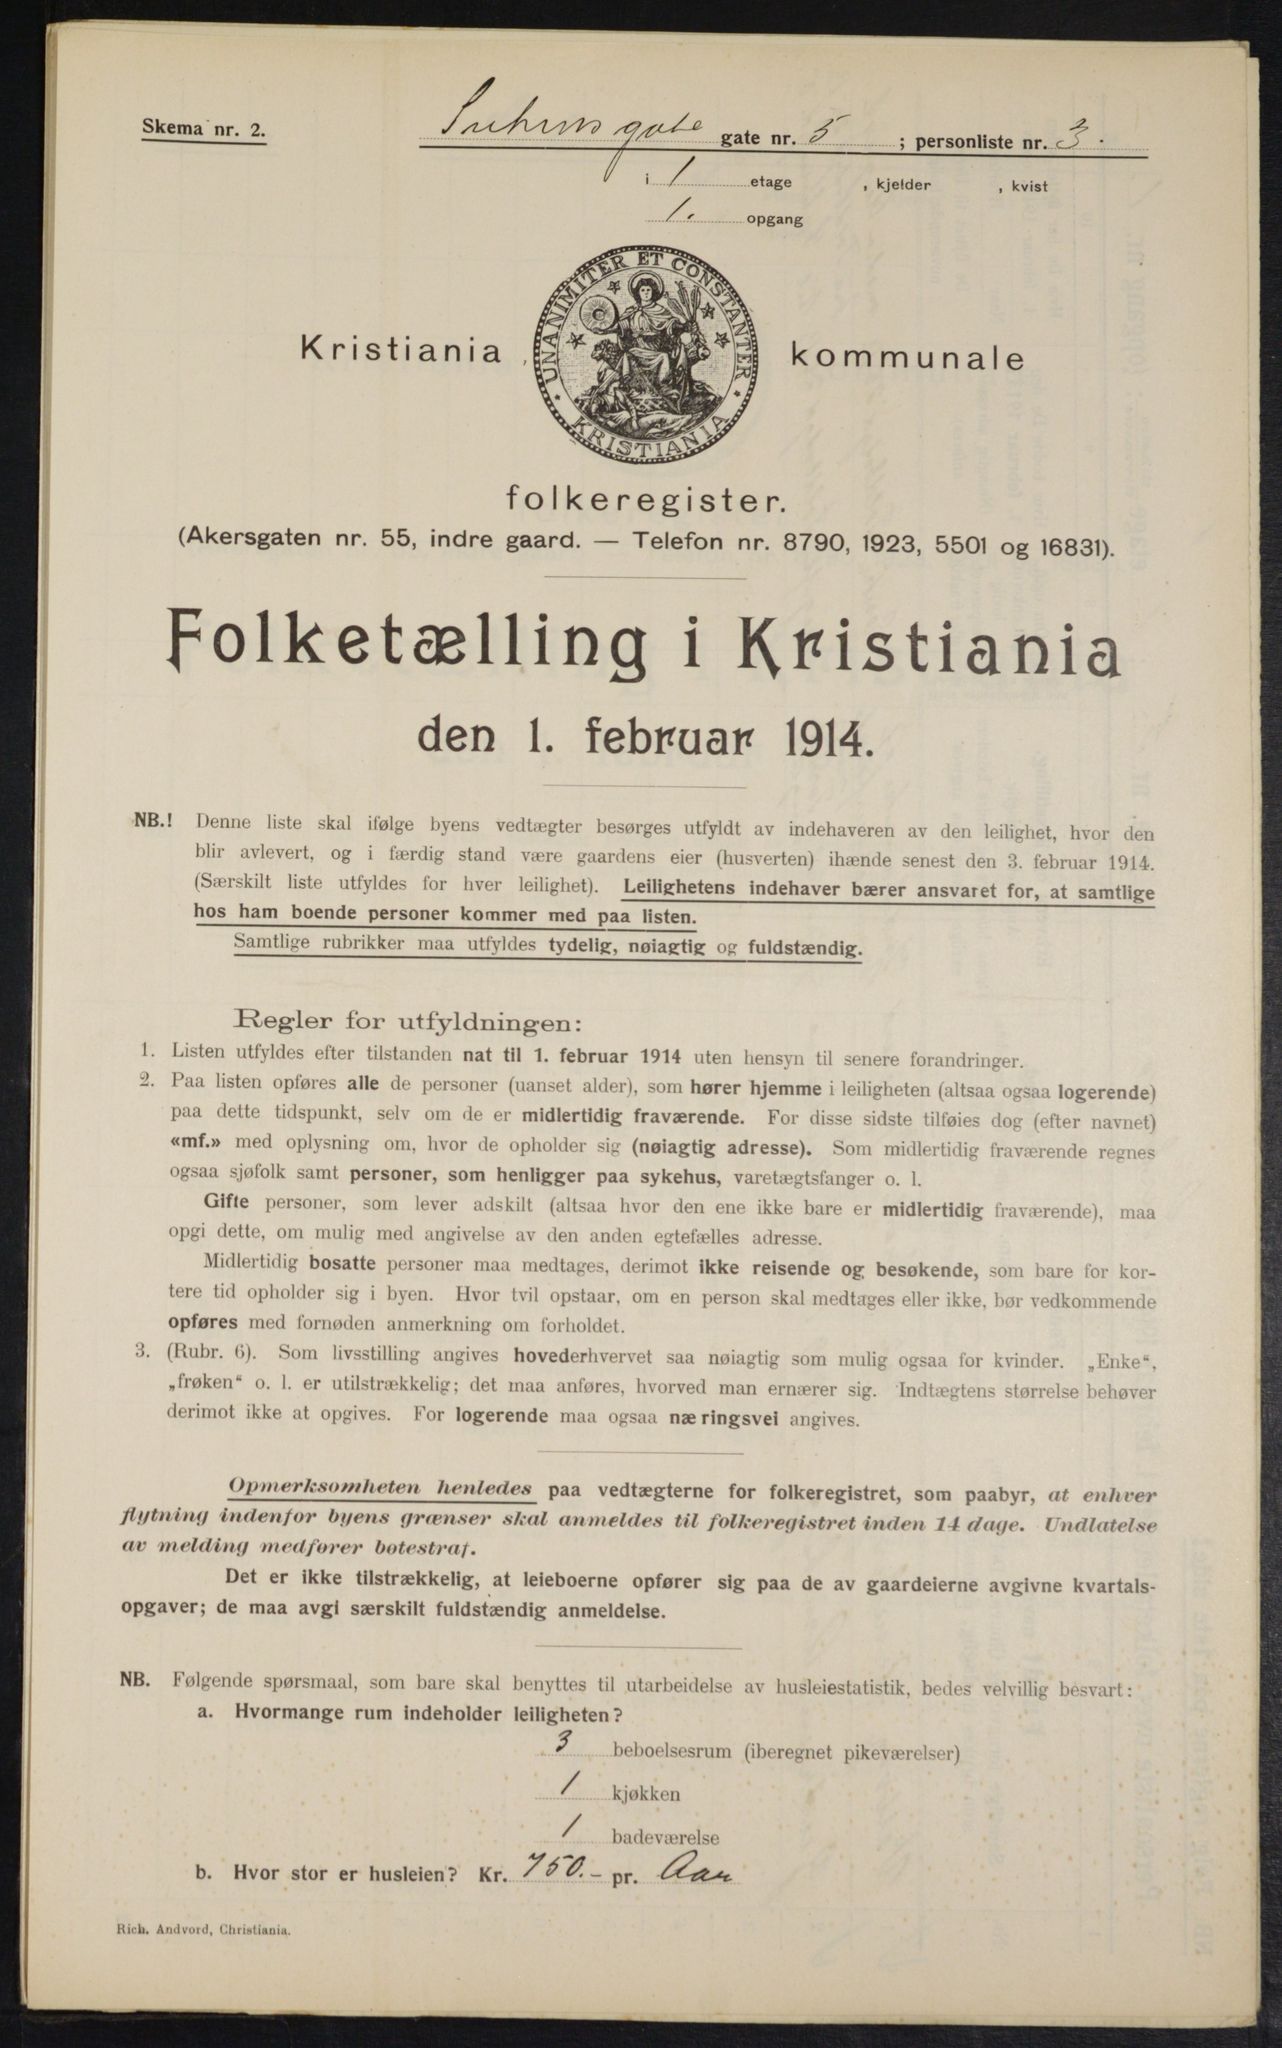 Skema nr. 2.
gate nr. 5 ; personliste nr. 3.
i 1 etage , kjelder , kvist
1. opgang
UNANIMITER ET CONSTANTER
KRISTIANIA
Kristiania kommunale
folkeregister.
(Akersgaten nr. 55, indre gaard. — Telefon nr. 8790, 1923, 5501 og 16831).
Folketælling i Kristiania
den 1. februar 1914.
NB.! Denne liste skal ifølge byens vedtægter besørges utfyldt av indehaveren av den leilighet, hvor den
blir avlevert, og i færdig stand være gaardens eier (husverten) ihænde senest den 3. februar 1914.
(Særskilt liste utfyldes for hver leilighet). Leilighetens indehaver bærer ansvaret for, at samtlige
hos ham boende personer kommer med paa listen.
Samtlige rubrikker maa utfyldes tydelig, nøiagtig og fuldstændig.
Regler for utfyldningen:
1. Listen utfyldes efter tilstanden nat til 1. februar 1914 uten hensyn til senere forandringer.
2. Paa listen opføres alle de personer (uanset alder), som hører hjemme i leiligheten (altsaa ogsaa logerende)
paa dette tidspunkt, selv om de er midlertidig fraværende. For disse sidste tilføies dog (efter navnet)
«mf.» med oplysning om, hvor de opholder sig (nøiagtig adresse). Som midlertidig fraværende regnes
ogsaa sjøfolk samt personer, som henligger paa sykehus, varetægtsfanger o. l.
Gifte personer, som lever adskilt (altsaa hvor den ene ikke bare er midlertidig fraværende), maa
opgi dette, om mulig med angivelse av den anden egtefælles adresse.
Midlertidig bosatte personer maa medtages, derimot ikke reisende og besøkende, som bare for kor-
tere tid opholder sig i byen. Hvor tvil opstaar, om en person skal medtages eller ikke, bør vedkommende
opføres med fornøden anmerkning om forholdet.
3. (Rubr. 6). Som livsstilling angives hovederhvervet saa nøiagtig som mulig ogsaa for kvinder. „Enke“,
„frøken“ o. l. er utilstrækkelig; det maa anføres, hvorved man ernærer sig. Indtægtens størrelse behøver
derimot ikke at opgives. For logerende maa ogsaa næringsvei angives.
Opmerksomheten henledes paa vedtægterne for folkeregistret, som paabyr, at enhver
flytning indenfor byens grænser skal anmeldes til folkeregistret inden 14 dage. Undlatelse
av melding medfører bøtestraf.
Det er ikke tilstrækkelig, at leieboerne opfører sig paa de av gaardeierne avgivne kvartals-
opgaver; de maa avgi særskilt fuldstændig anmeldelse.
NB. Følgende spørsmaal, som bare skal benyttes til utarbeidelse av husleiestatistik, bedes velvillig besvart:
a. Hvormange rum indeholder leiligheten?
3 beboelsesrum (iberegnet pikeværelser)
1 kjøkken
1 badeværelse
b. Hvor stor er husleien? Kr. 750.- pr. Aar
Rich. Andvord, Christiania.